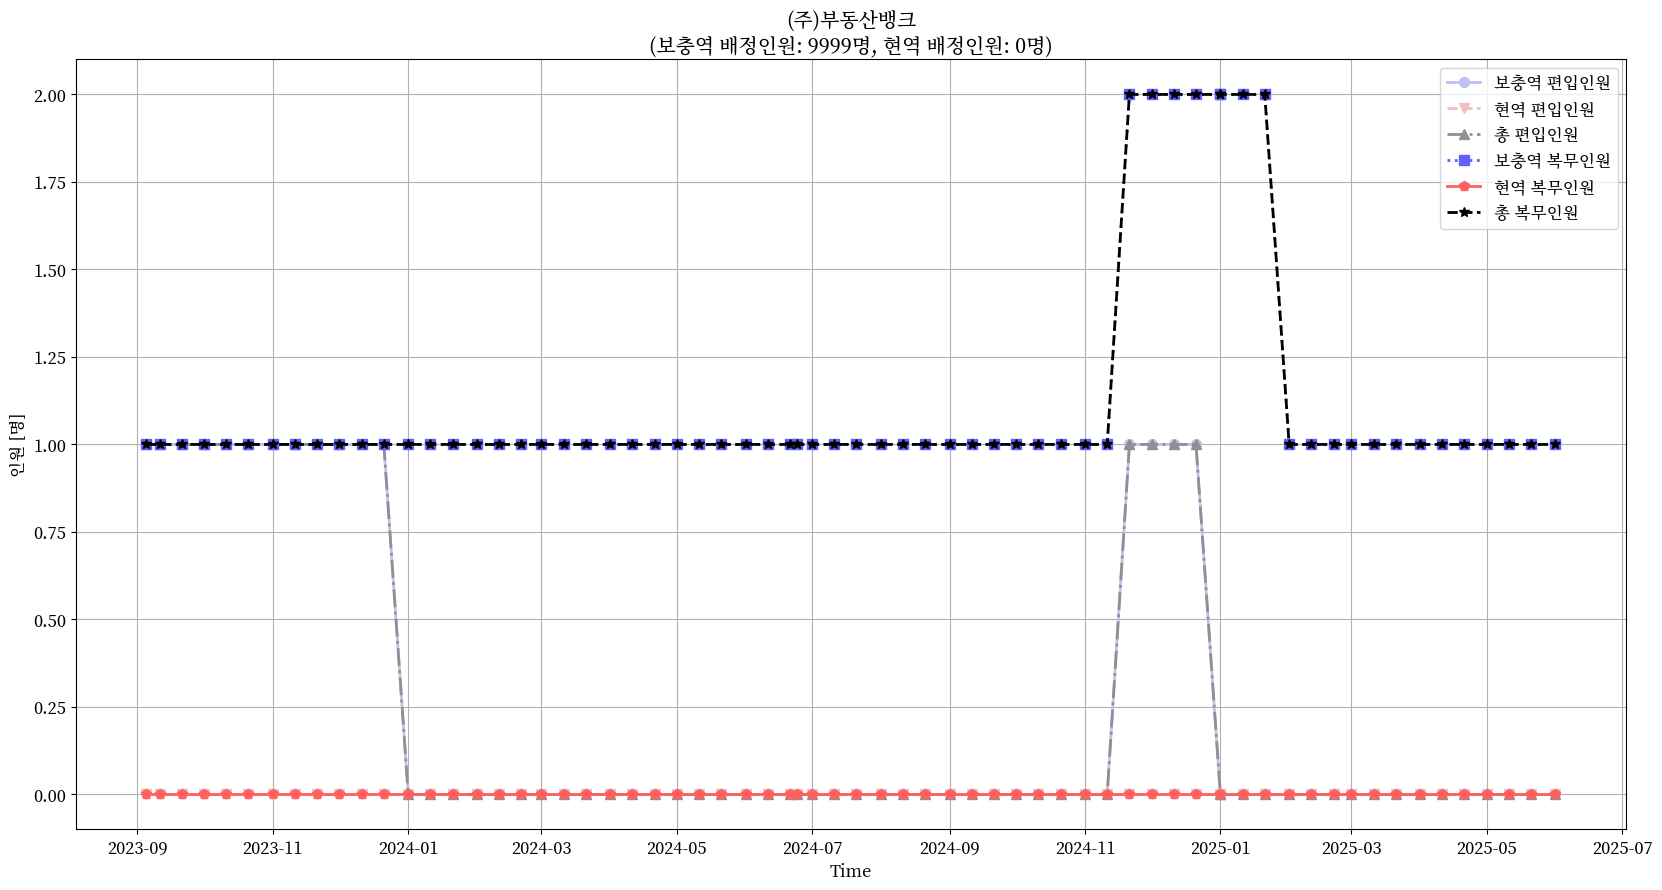 (주)부동산뱅크
(보충역 배정인원: 9999명, 현역 배정인원: 0명)
보충역 편입인원
현역 편입인원
총 편입인원
보충역 복무인원
현역 복무인원
총 복무인원
인원 [명]
2.00
1.75
1.50
1.25
1.00
0.75
0.50
0.25
0.00
2023-09 2023-11 2024-01 2024-03 2024-05 2024-07 2024-09 2024-11 2025-01 2025-03 2025-05 2025-07
Time